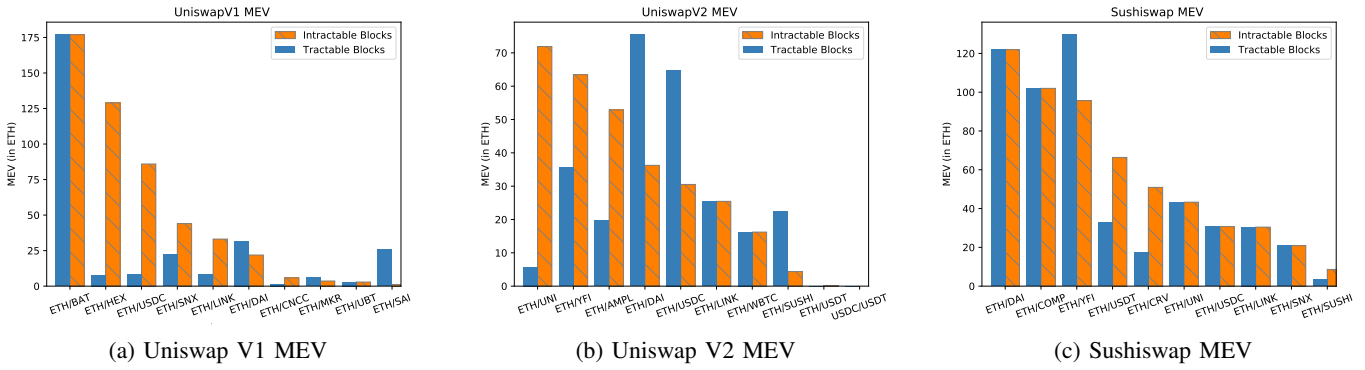 UniswapV1 MEV
Intractable Blocks
Tractable Blocks
MEV (in ETH)
175
150
125
100
75
50
25
0
ETH/BAT
ETH/HEX
ETH/USDC
ETH/SNX
ETH/LINK
ETH/DAI
ETH/CNCC
ETH/MKR
ETH/UBT
ETH/SAI
(a) Uniswap V1 MEV
UniswapV2 MEV
Intractable Blocks
Tractable Blocks
MEV (in ETH)
70
60
50
40
30
20
10
0
ETH/UNI
ETH/YFI
ETH/AMPL
ETH/DAI
ETH/USDC
ETH/LINK
ETH/WBTC
ETH/SUSHI
ETH/USDT
USDC/USDT
(b) Uniswap V2 MEV
Sushiswap MEV
Intractable Blocks
Tractable Blocks
MEV (in ETH)
120
100
80
60
40
20
0
ETH/DAI
ETH/COMP
ETH/YFI
ETH/USDT
ETH/CRV
ETH/UNI
ETH/USDC
ETH/LINK
ETH/SNX
ETH/SUSHI
(c) Sushiswap MEV